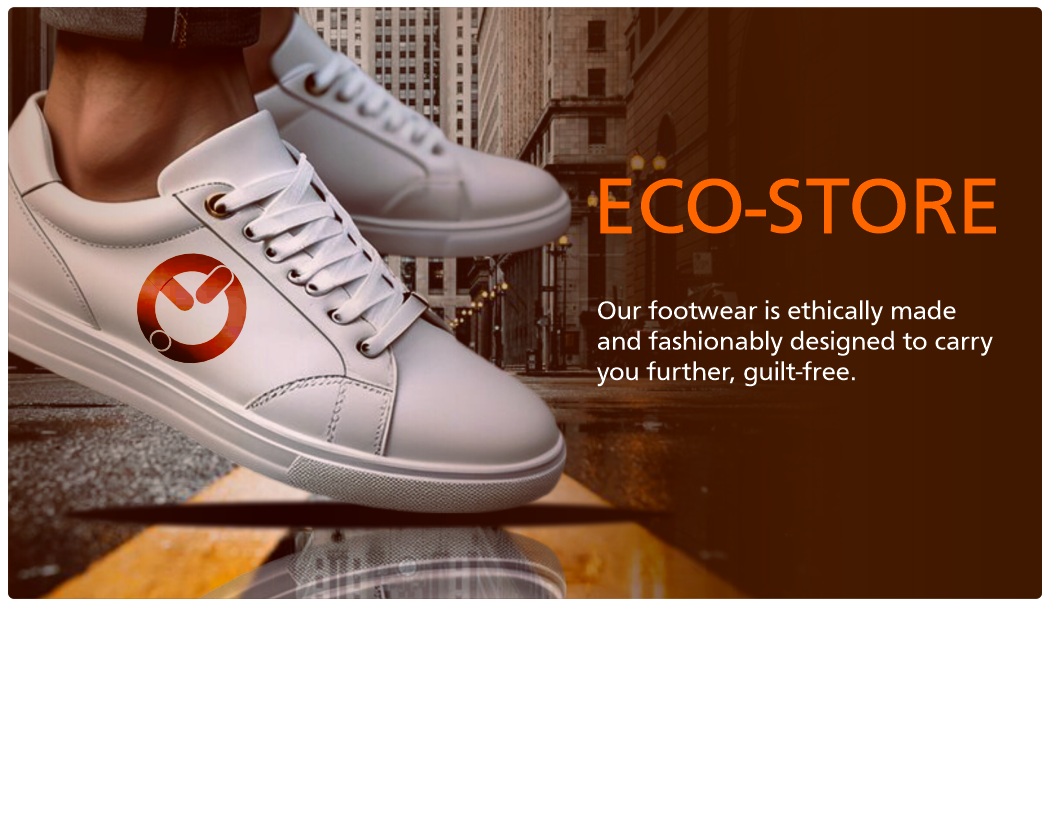 ECO-STORE
Our footwear is ethically made
and fashionably designed to carry
you further, guilt-free.